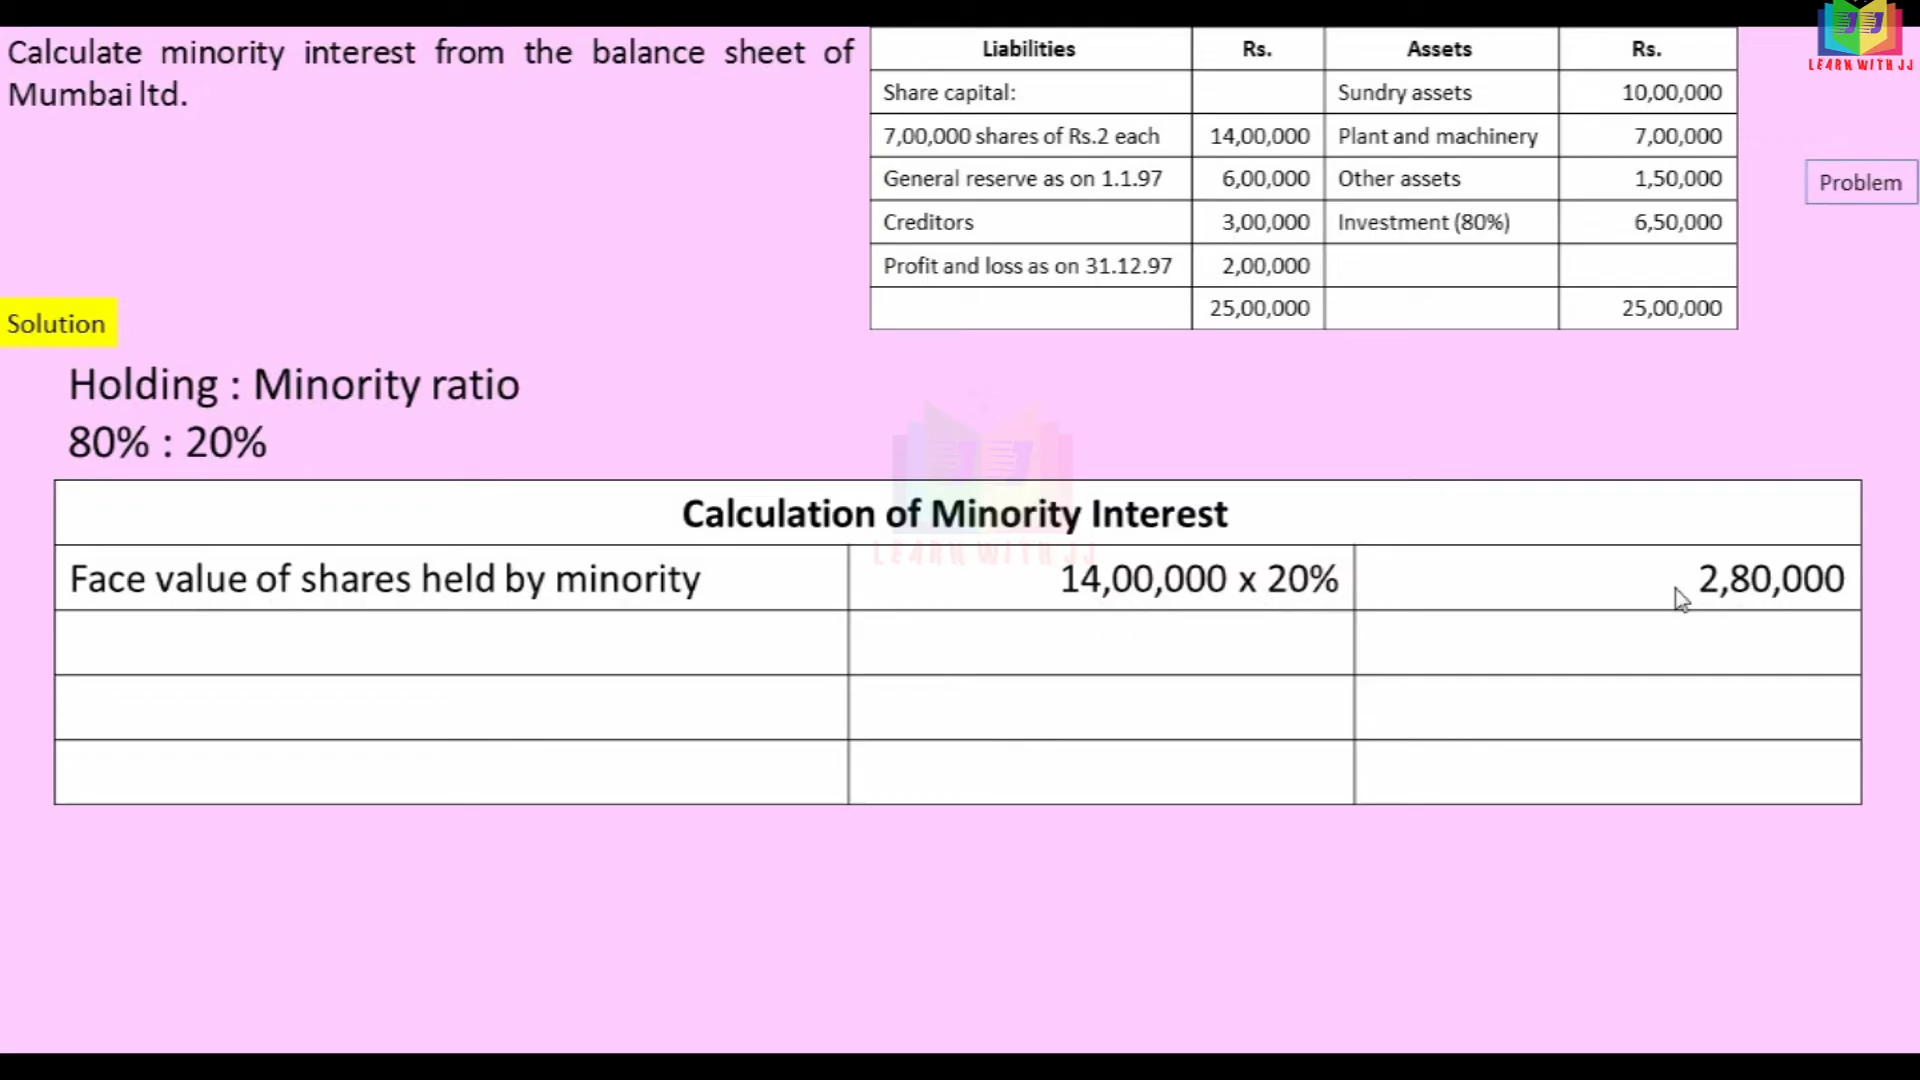 Calculate minority interest from the balance sheet of
Mumbai ltd.
Liabilities Rs. Assets Rs.
Share capital: Sundry assets 10,00,000
7,00,000 shares of Rs.2 each 14,00,000 Plant and machinery 7,00,000
General reserve as on 1.1.97 6,00,000 Other assets 1,50,000
Creditors 3,00,000 Investment (80%) 6,50,000
Profit and loss as on 31.12.97 2,00,000
25,00,000 25,00,000
LEARN WITH JJ
Problem
Solution
Holding : Minority ratio
80% : 20%
Calculation of Minority Interest
LEARN WITH JJ
Face value of shares held by minority 14,00,000 x 20% 2,80,000